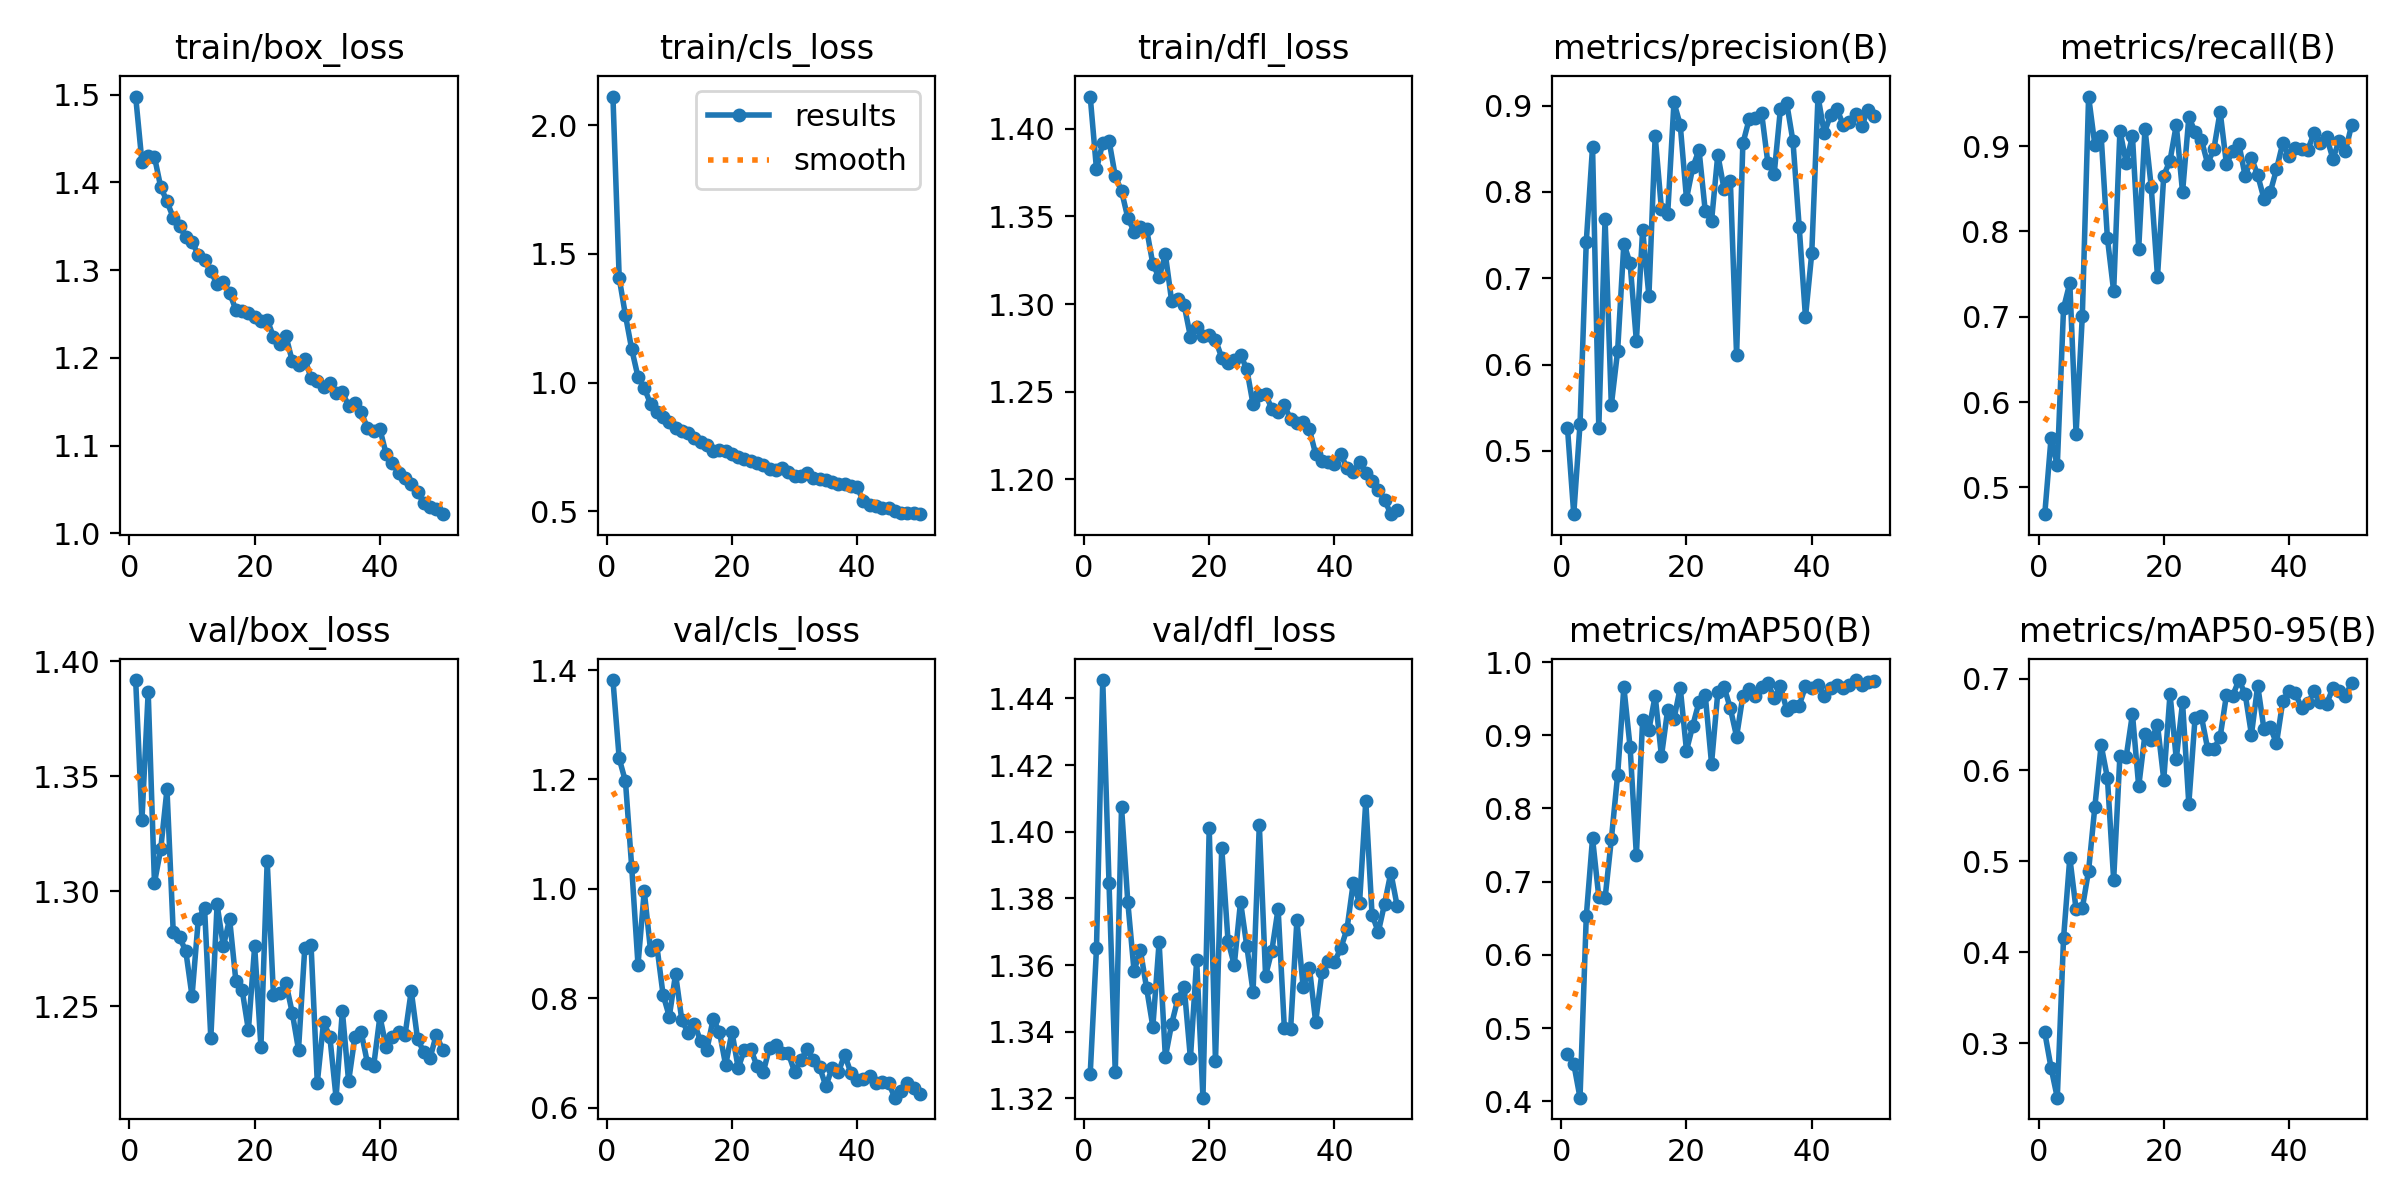 train/box_loss
1.5
1.4
1.3
1.2
1.1
1.0
0 20 40
train/cls_loss
results
smooth
2.0
1.5
1.0
0.5
0 20 40
train/dfl_loss
1.40
1.35
1.30
1.25
1.20
0 20 40
metrics/precision(B)
0.9
0.8
0.7
0.6
0.5
0 20 40
metrics/recall(B)
0.9
0.8
0.7
0.6
0.5
0 20 40
val/box_loss
1.40
1.35
1.30
1.25
0 20 40
val/cls_loss
1.4
1.2
1.0
0.8
0.6
0 20 40
val/dfl_loss
1.44
1.42
1.40
1.38
1.36
1.34
1.32
0 20 40
metrics/mAP50(B)
1.0
0.9
0.8
0.7
0.6
0.5
0.4
0 20 40
metrics/mAP50-95(B)
0.7
0.6
0.5
0.4
0.3
0 20 40